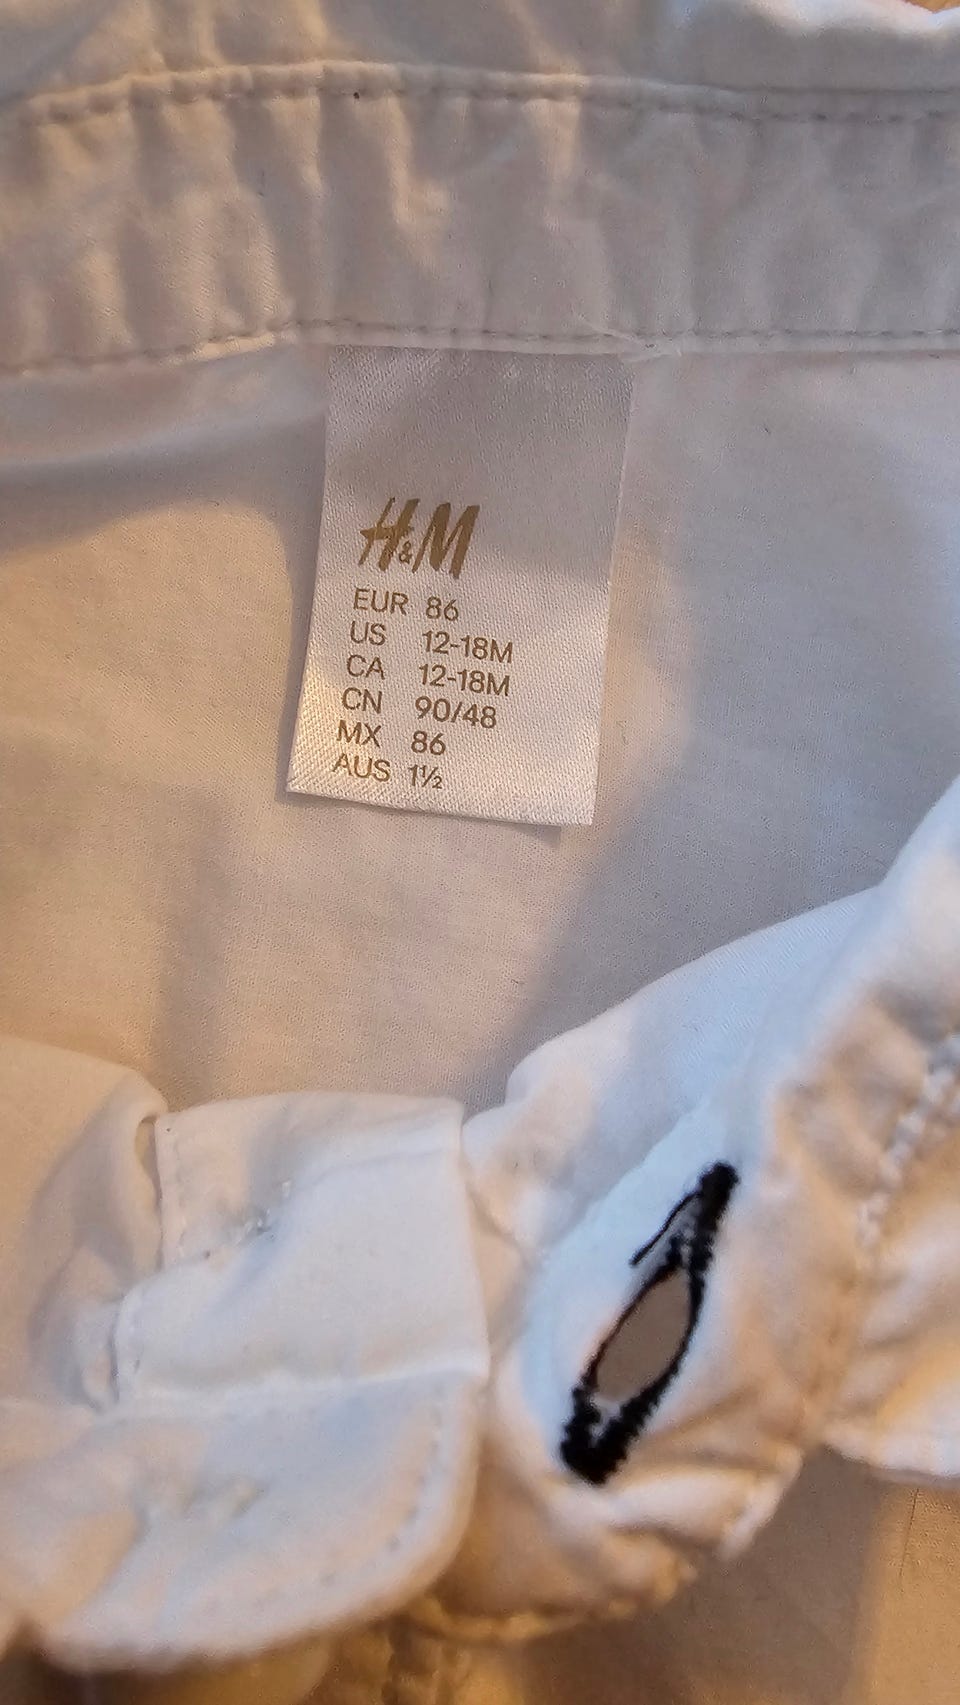 H&M
EUR 86
US 12-18M
CA 12-18M
CN 90/48
MX 86
AUS 1½